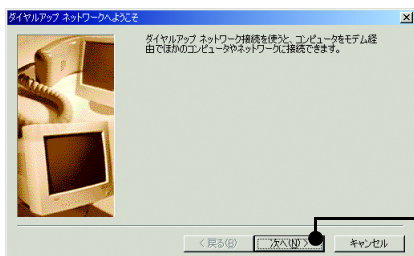 ダイヤルアップ ネットワークへようこそ
ダイヤルアップ ネットワーク接続を使うと、コンピュータをモデム経
由でほかのコンピュータやネットワークに接続できます。
< 戻る(B)
次へ(N) >
キャンセル